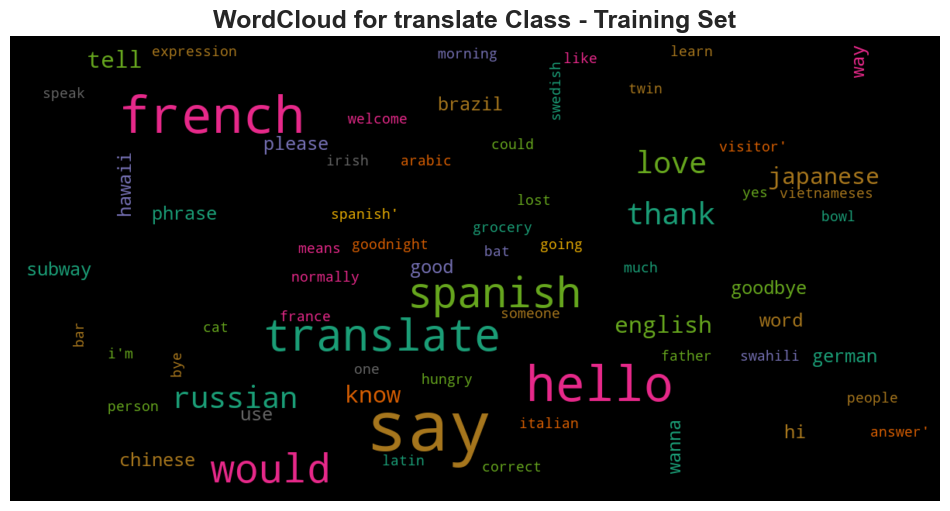 WordCloud for translate Class - Training Set
expression
morning
like
learn
way
tell
swedish
speak
twin
french
brazil
welcome
please
could
visitor'
irish
arabic
love
japanese
hawaii
yes
vietnameses
phrase
spanish'
lost
thank
bowl
grocery
means
goodnight
bat
going
subway
normally
good
much
spanish
goodbye
france
someone
bar
cat
translate
english
word
i'm
bye
father
swahili
german
one
hungry
hello
person
russian
use
know
people
say
italian
wanna
hi
answer'
chinese
would
latin
correct